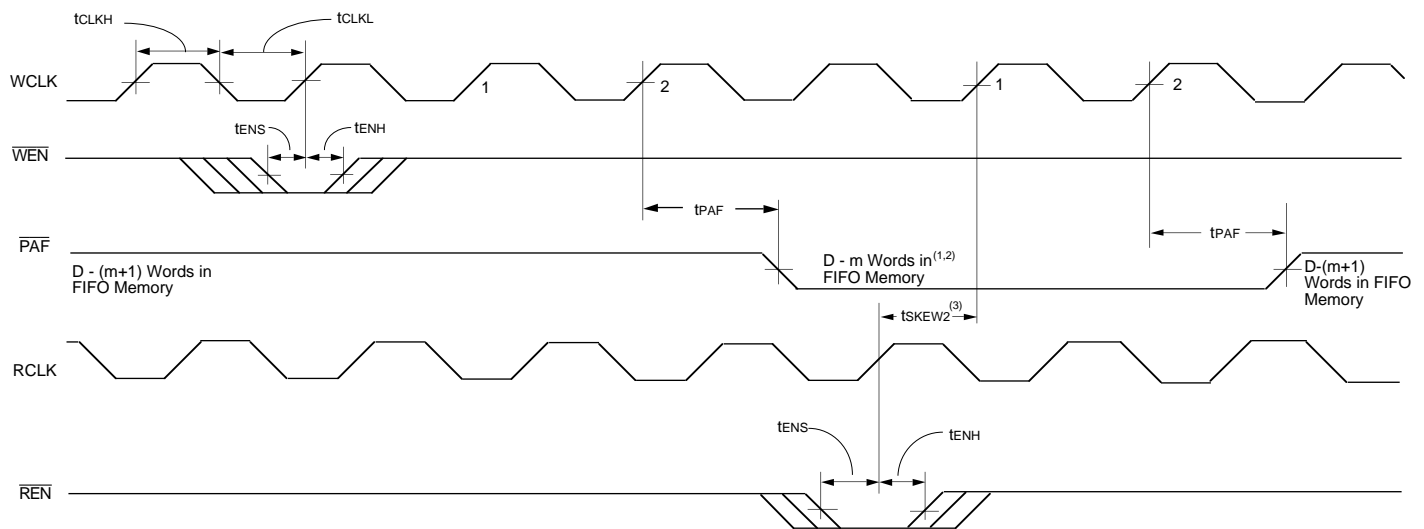 tCLKH
tCLKL
WCLK
1
2
1
2
tENS
tENH
WEN
tPAF
tPAF
PAF
D - (m+1) Words in
FIFO Memory
D - m Words in(1,2)
FIFO Memory
D-(m+1)
Words in FIFO
Memory
tSKEW2(3)
RCLK
tENS
tENH
REN